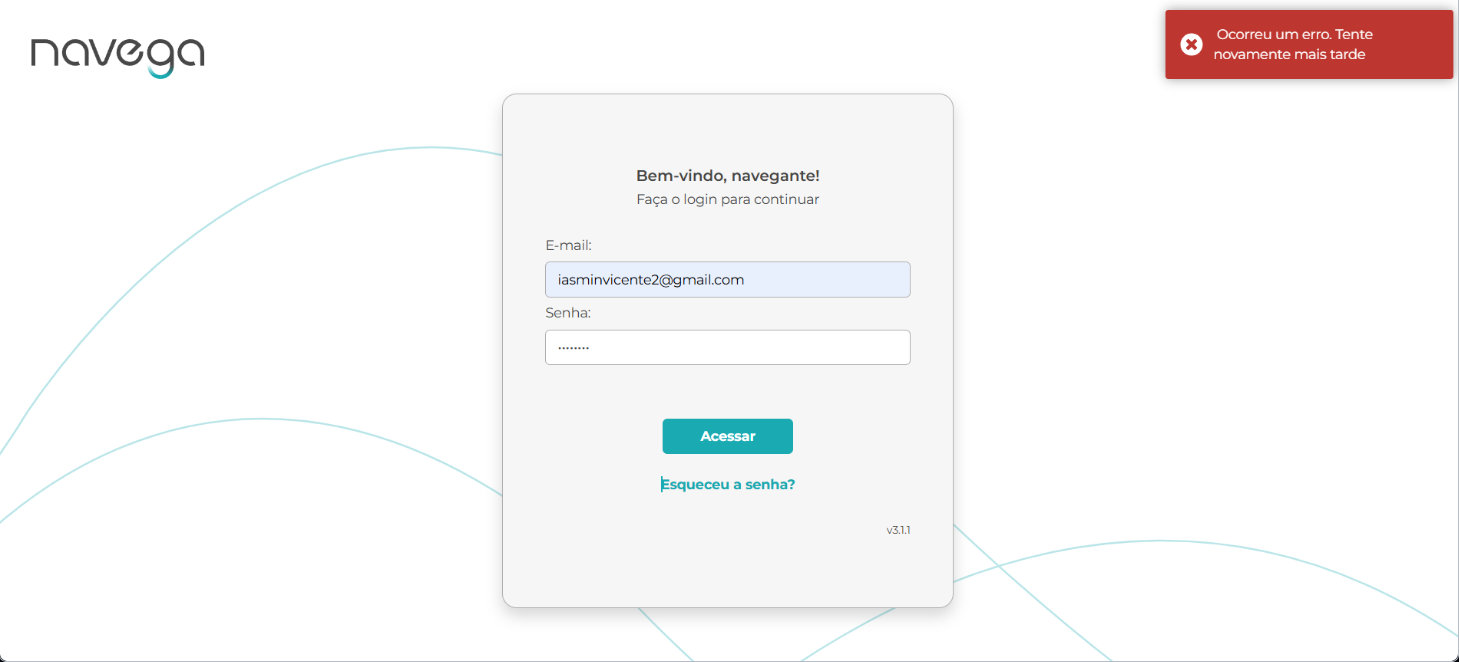 navega
Ocorreu um erro. Tente
novamente mais tarde
Bem-vindo, navegante!
Faça o login para continuar
E-mail:
iasminvicente2@gmail.com
Senha:
........
Acessar
Esqueceu a senha?
v3.1.1